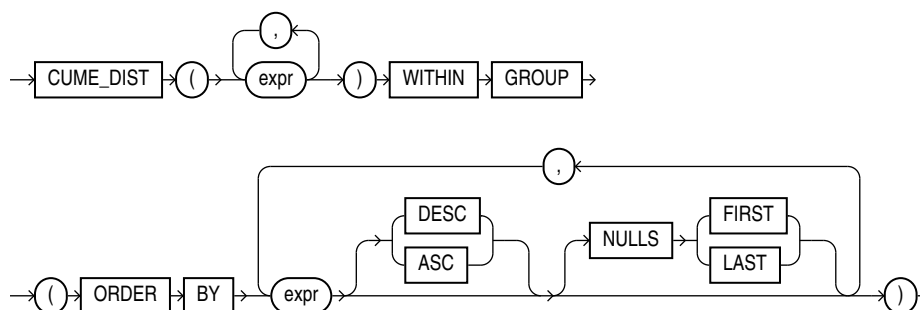 ,
CUME_DIST ( expr ) WITHIN GROUP
,
DESC FIRST
NULLS
ASC LAST
( ORDER BY expr )